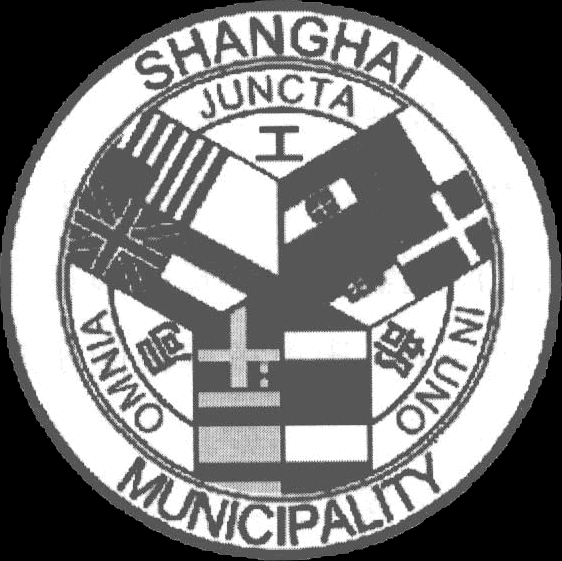 SHANGHAI
OMNIA
JUNCTA
IN UNO
工
部
局
MUNICIPALITY